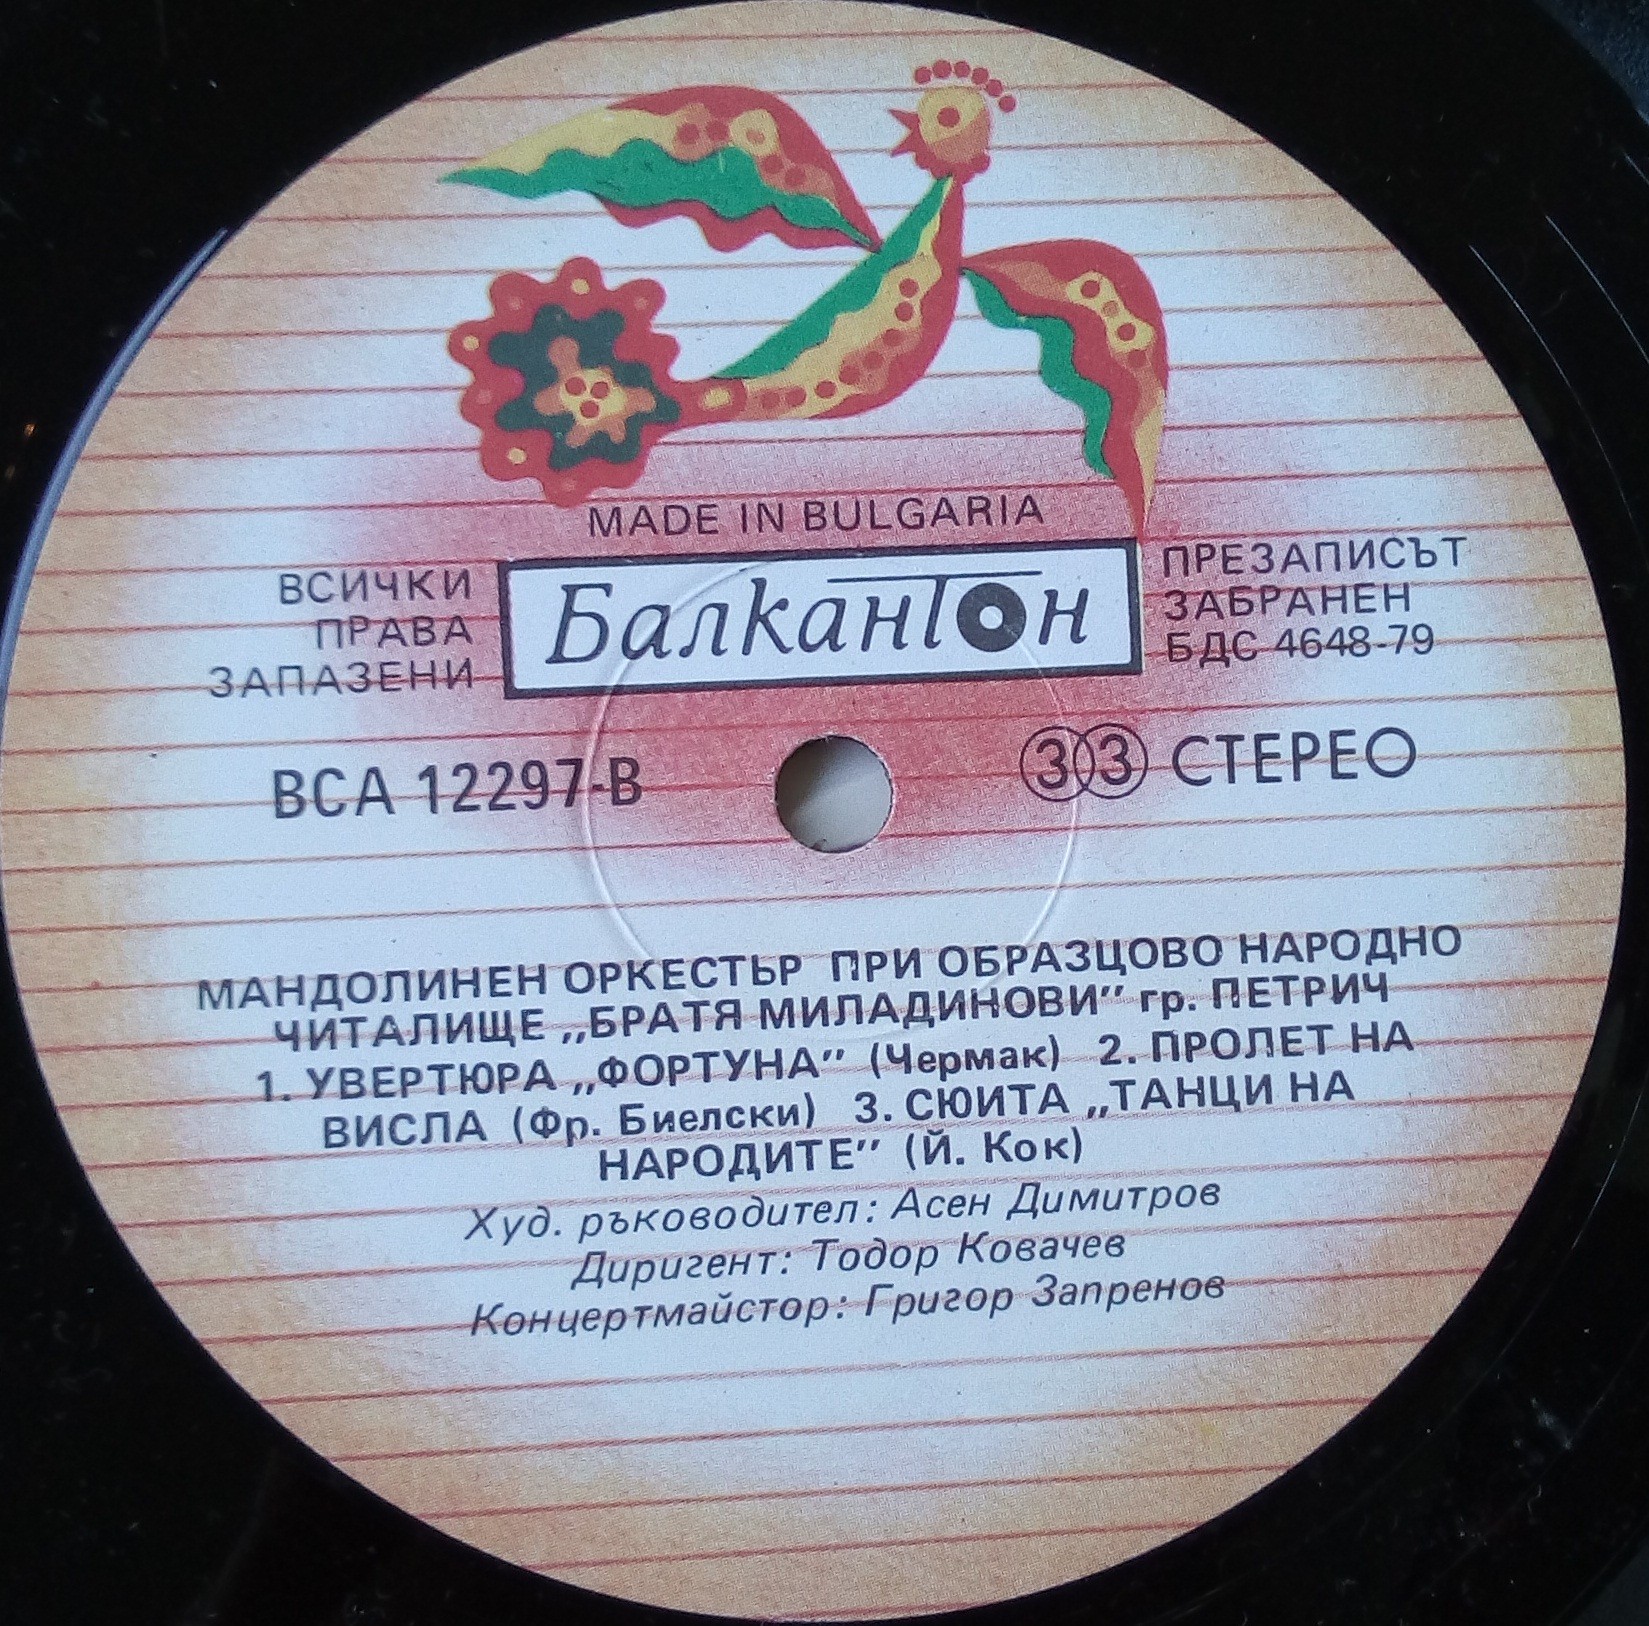 MADE IN BULGARIA
ВСИЧКИ
ПРАВА
ЗАПАЗЕНИ
Балкантон
ПРЕЗАПИСЪТ
ЗАБРАНЕН
БДС 4648-79
ВСА 12297-В
33 СТЕРЕО
МАНДОЛИНЕН ОРКЕСТЪР ПРИ ОБРАЗЦОВО НАРОДНО
ЧИТАЛИЩЕ „БРАТЯ МИЛАДИНОВИ” гр. ПЕТРИЧ
1. УВЕРТЮРА „ФОРТУНА” (Чермак) 2. ПРОЛЕТ НА
ВИСЛА (Фр. Биелски) 3. СЮИТА „ТАНЦИ НА
НАРОДИТЕ” (Й. Кок)
Худ. ръководител: Асен Димитров
Диригент: Тодор Ковачев
Концертмайстор: Григор Запренов